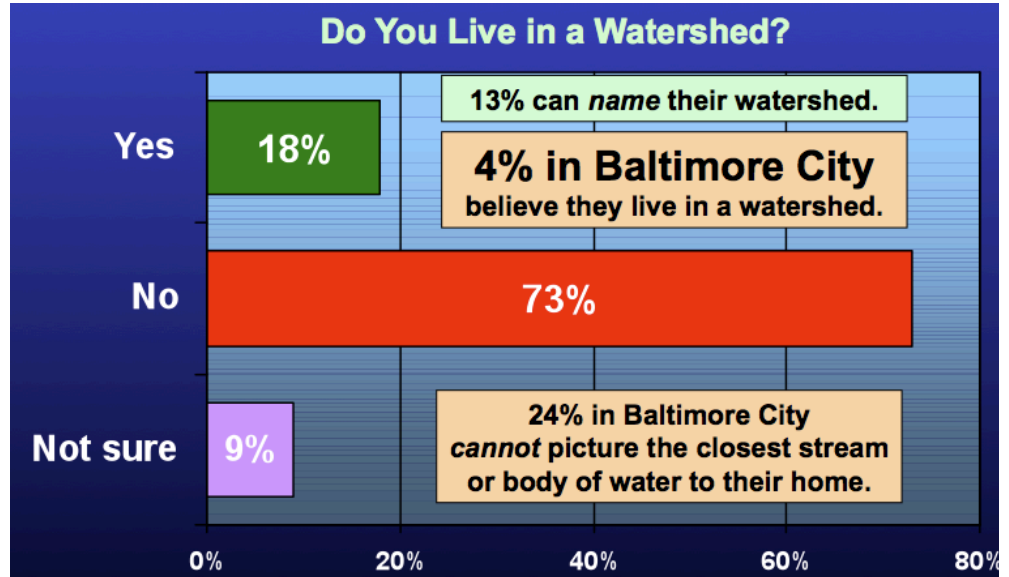 Do You Live in a Watershed?
13% can name their watershed.
Yes
18%
4% in Baltimore City
believe they live in a watershed.
No
73%
Not sure
9%
24% in Baltimore City
cannot picture the closest stream
or body of water to their home.
0%
20%
40%
60%
80%